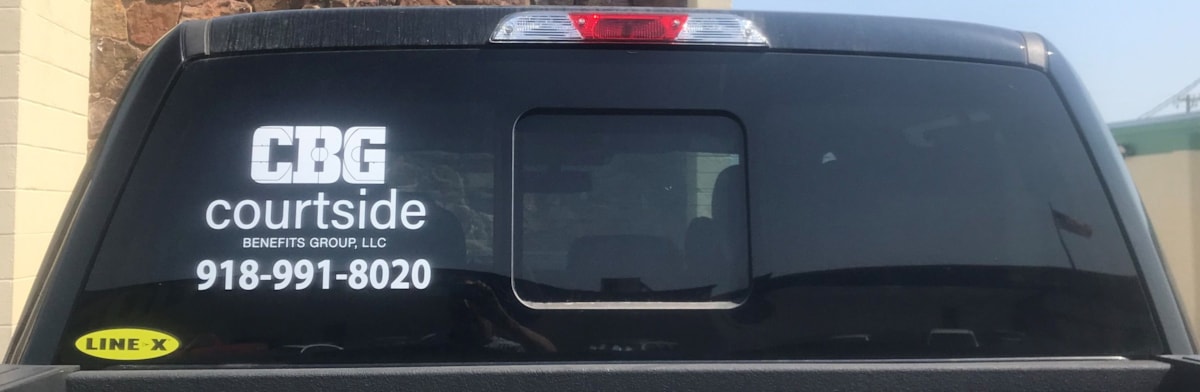 CBG
courtside
BENEFITS GROUP, LLC
918-991-8020
LINE-X